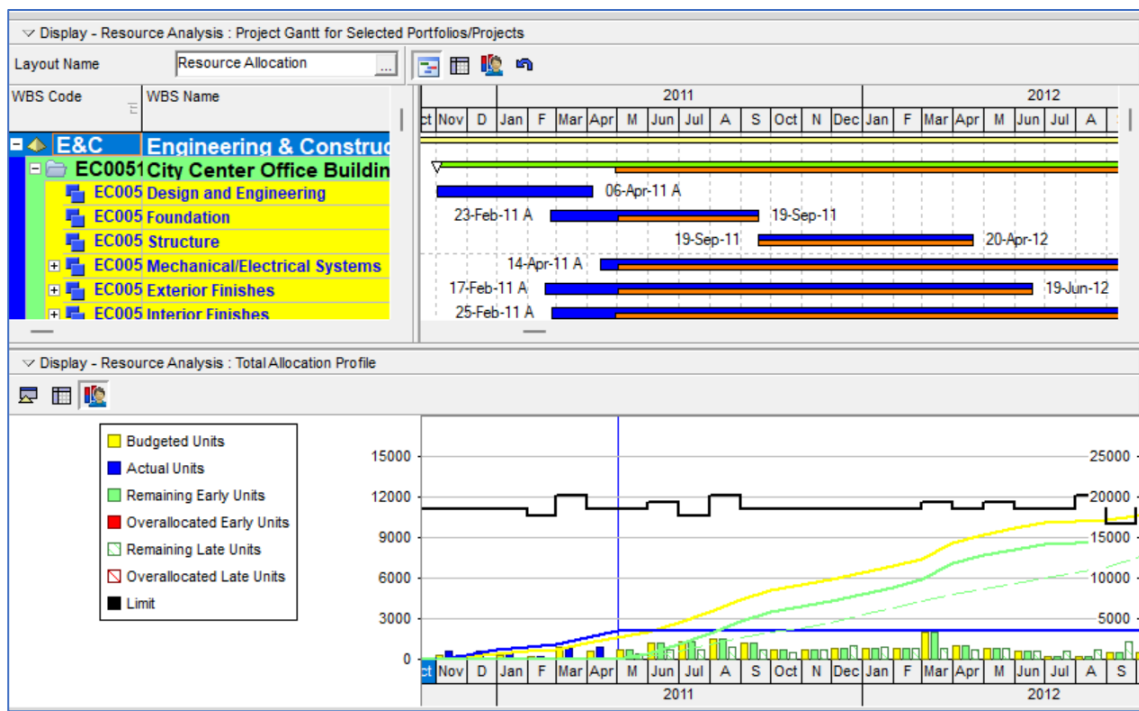 Display - Resource Analysis : Project Gantt for Selected Portfolios/Projects
Layout Name Resource Allocation ...
WBS Code WBS Name 2011 2012
ct Nov D Jan F Mar Apr M Jun Jul A S Oct N Dec Jan F Mar Apr M Jun Jul A
E&C Engineering & Construc
EC0051 City Center Office Buildin
EC005 Design and Engineering 06-Apr-11 A
EC005 Foundation 23-Feb-11 A 19-Sep-11
EC005 Structure 19-Sep-11 20-Apr-12
EC005 Mechanical/Electrical Systems 14-Apr-11 A
EC005 Exterior Finishes 17-Feb-11 A 19-Jun-12
EC005 Interior Finishes 25-Feb-11 A
Display - Resource Analysis : Total Allocation Profile
Budgeted Units
Actual Units
Remaining Early Units
Overallocated Early Units
Remaining Late Units
Overallocated Late Units
Limit
15000 25000
12000 20000
9000 15000
6000 10000
3000 5000
0
ct Nov D Jan F Mar Apr M Jun Jul A S Oct N Dec Jan F Mar Apr M Jun Jul A S
2011 2012